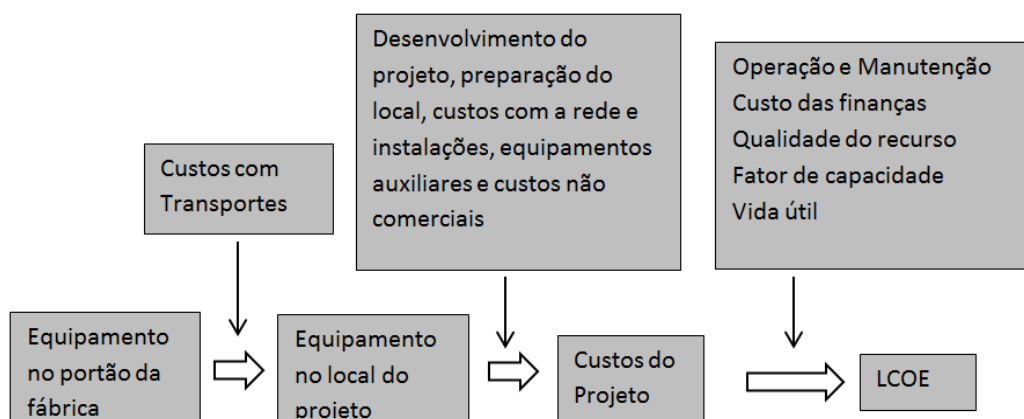 Desenvolvimento do
projeto, preparação do
local, custos com a rede e
instalações, equipamentos
auxiliares e custos não
comerciais
Operação e Manutenção
Custo das finanças
Qualidade do recurso
Fator de capacidade
Vida útil
Custos com
Transportes
Equipamento
no portão da
fábrica
Equipamento
no local do
projeto
Custos do
Projeto
LCOE